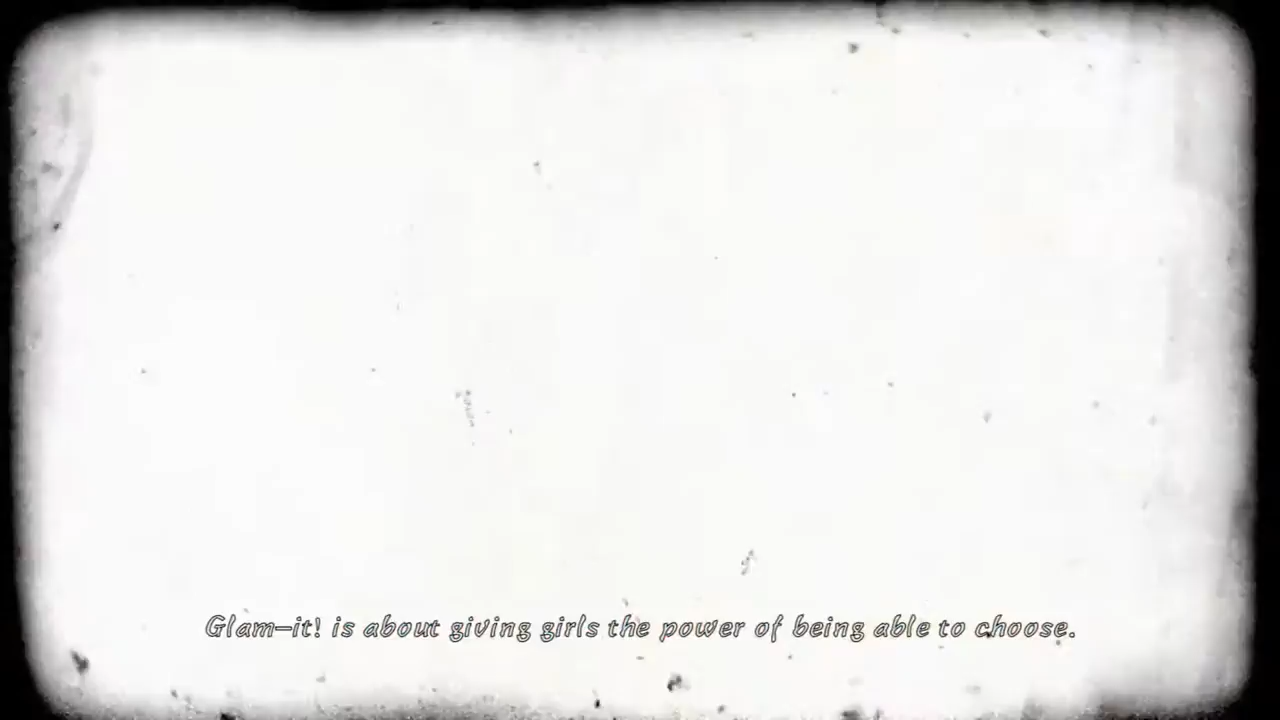 Glam-it! is about giving girls the power of being able to choose.